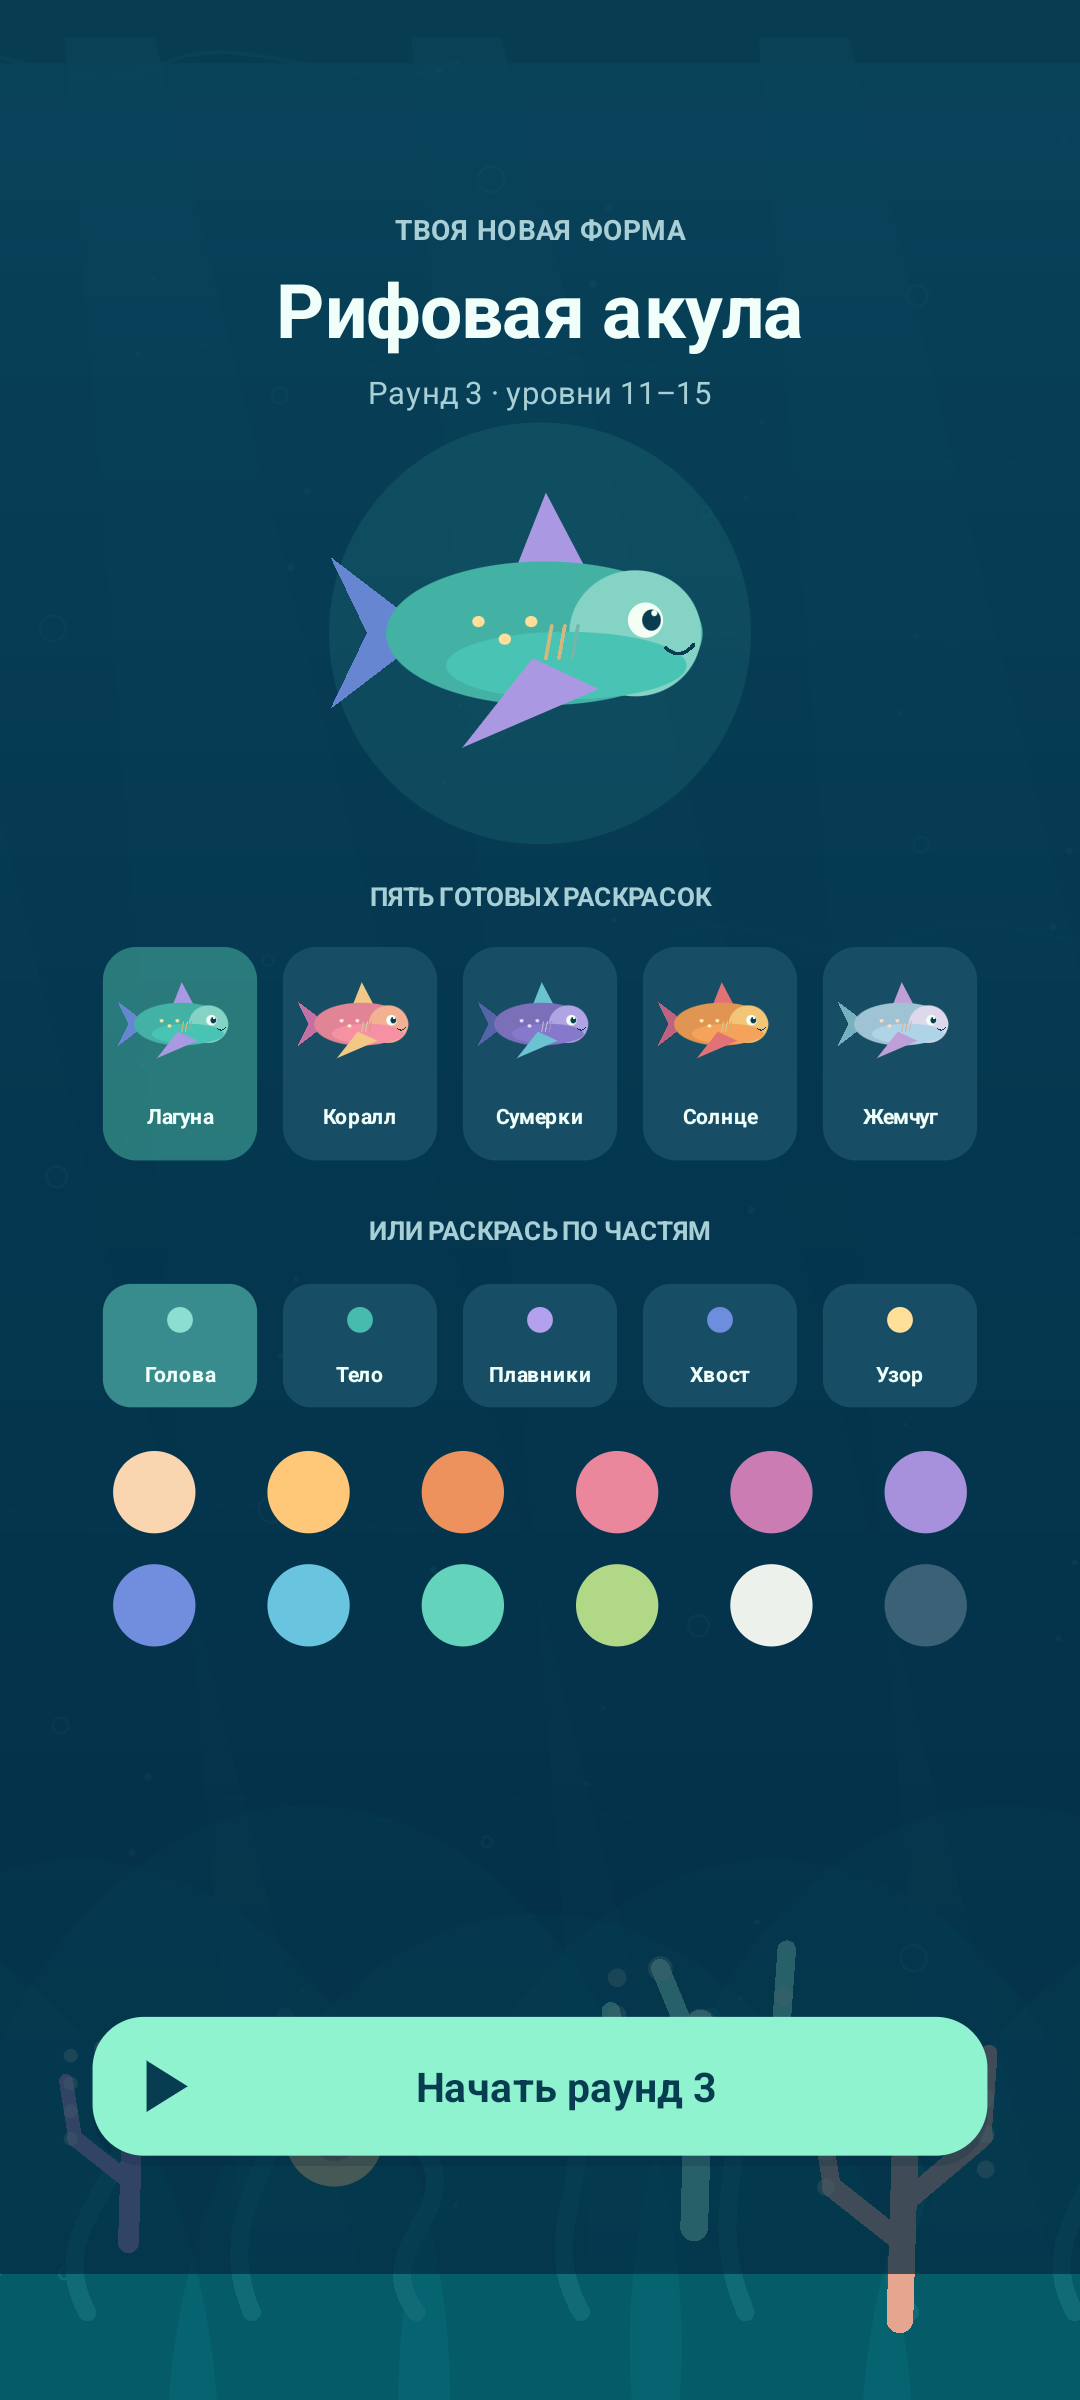 ТВОЯ НОВАЯ ФОРМА
Рифовая акула
Раунд 3 · уровни 11–15
ПЯТЬ ГОТОВЫХ РАСКРАСОК
Лагуна
Коралл
Сумерки
Солнце
Жемчуг
ИЛИ РАСКРАСЬ ПО ЧАСТЯМ
Голова
Тело
Плавники
Хвост
Узор
Начать раунд 3